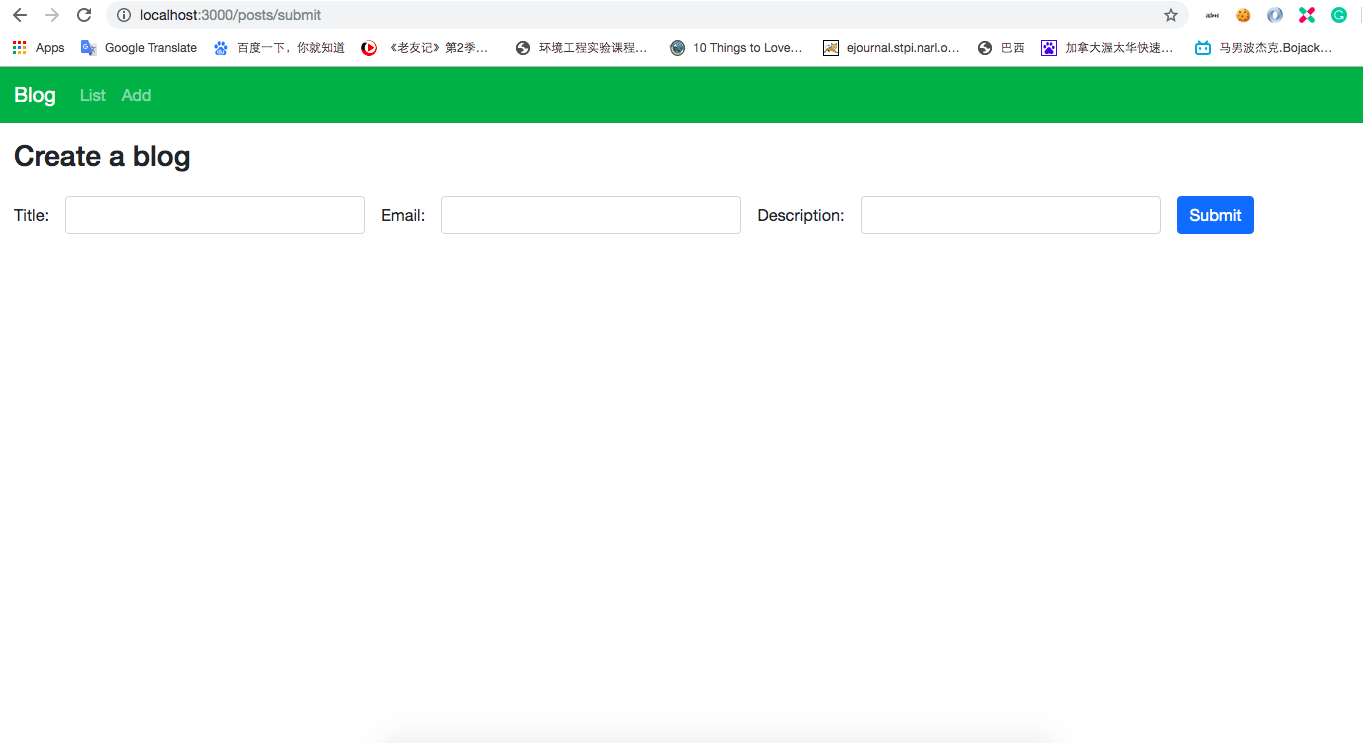 localhost:3000/posts/submit
Apps Google Translate 百度一下，你就知道 《老友记》第2季... 环境工程实验课程... 10 Things to Love... ejournal.stpi.narl.o... 巴西 加拿大渥太华快速... 马男波杰克.Bojack...
Blog List Add
Create a blog
Title: Email: Description: Submit